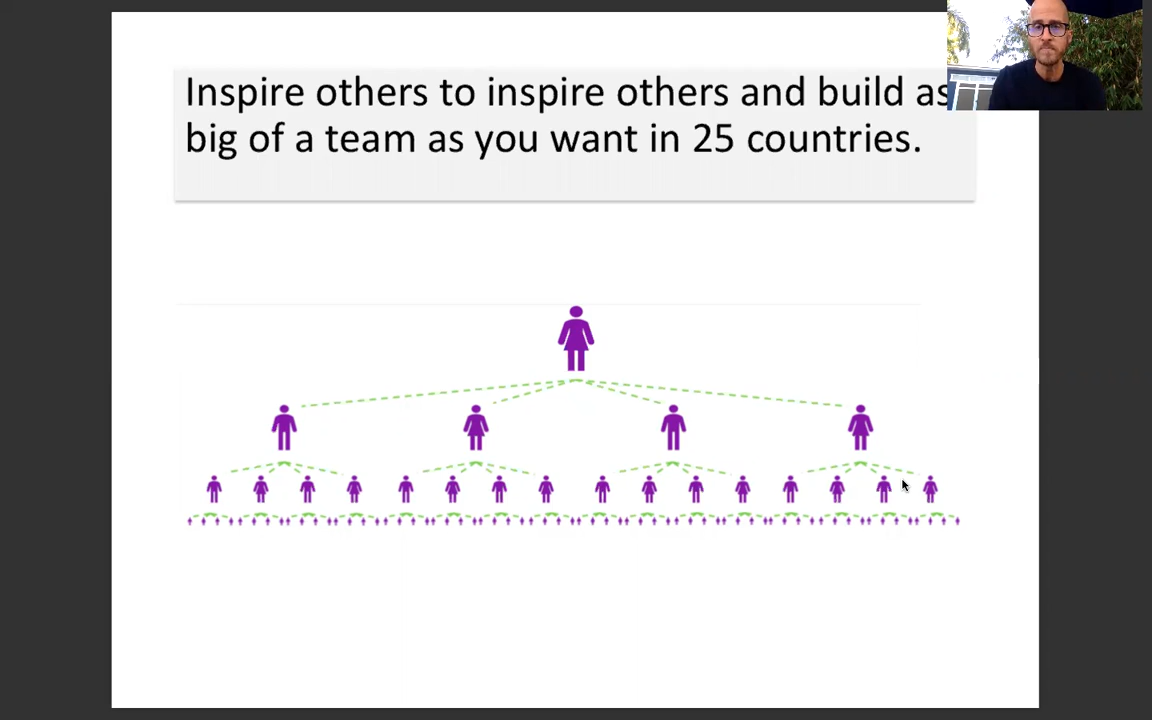 Inspire others to inspire others and build as
big of a team as you want in 25 countries.